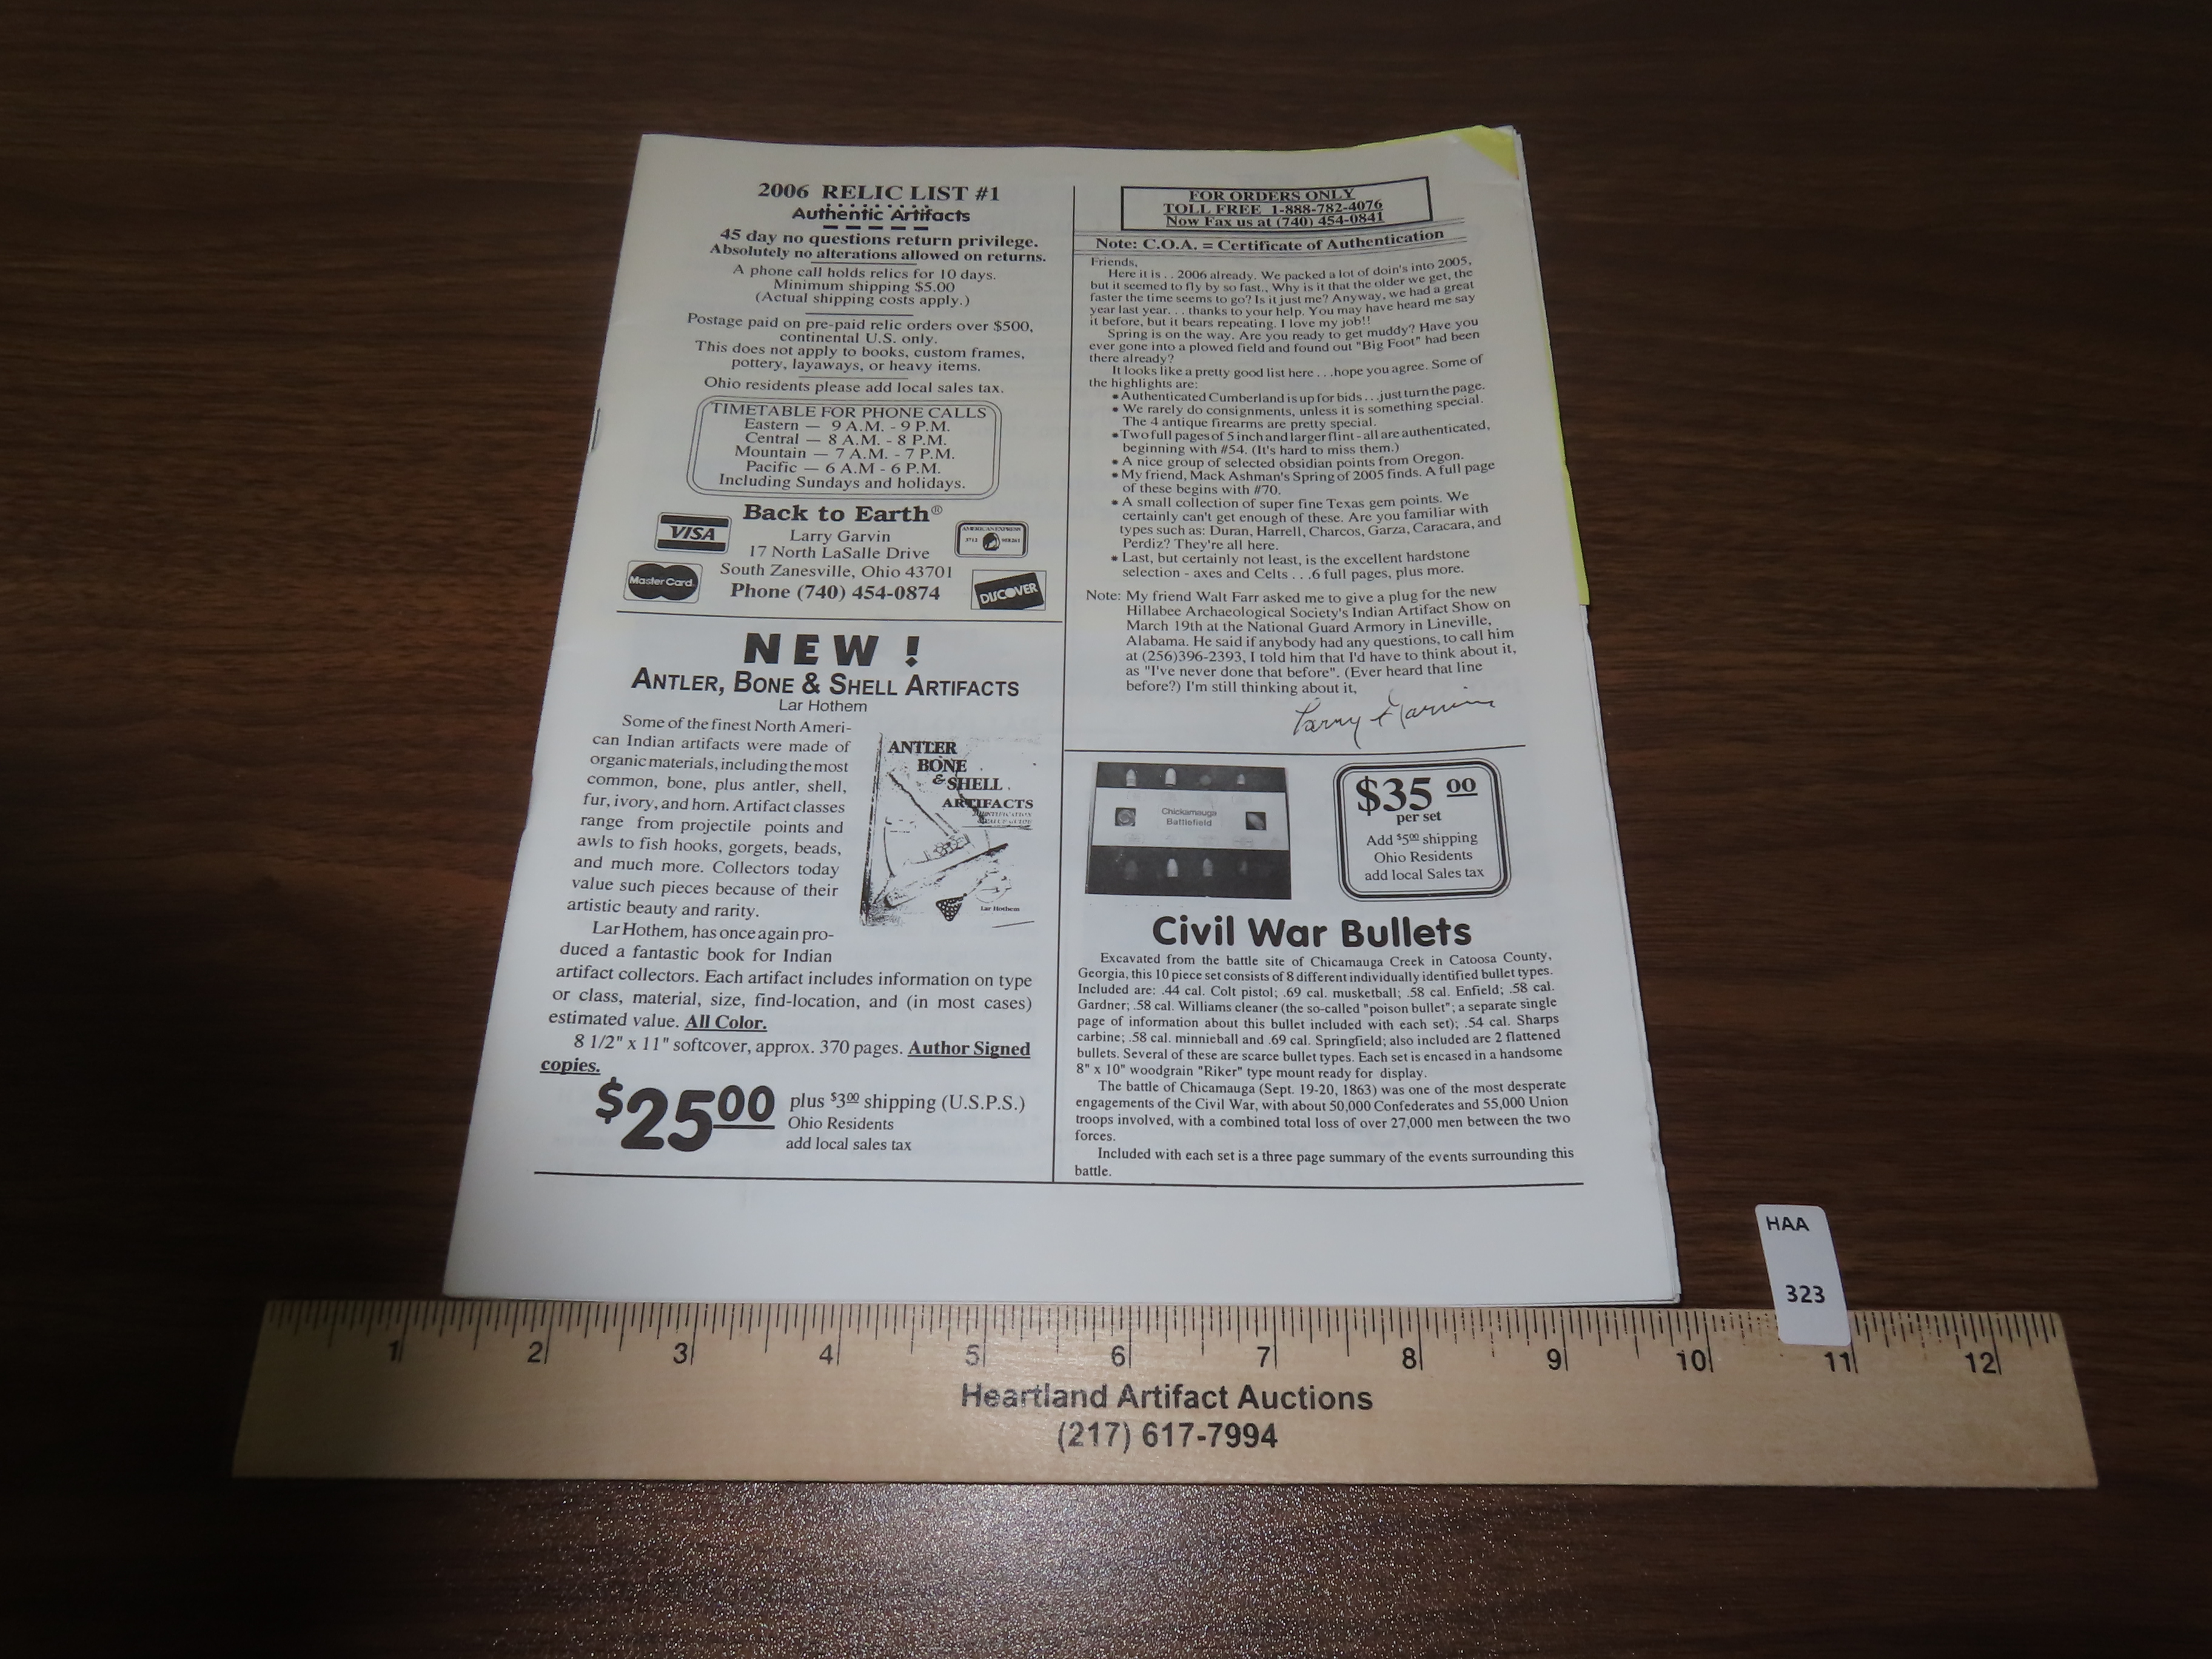 2006 RELIC LIST #1
Authentic Artifacts
45 day no questions return privilege.
Absolutely no alterations allowed on returns.
A phone call holds relics for 10 days.
Minimum shipping $5.00
(Actual shipping costs apply.)
Postage paid on pre-paid relic orders over $500,
continental U.S. only.
This does not apply to books, custom frames,
pottery, layaways, or heavy items.
Ohio residents please add local sales tax.
TIMETABLE FOR PHONE CALLS
Eastern — 9 A.M. - 9 P.M.
Central — 8 A.M. - 8 P.M.
Mountain — 7 A.M. - 7 P.M.
Pacific — 6 A.M - 6 P.M.
Including Sundays and holidays.
Back to Earth®
Larry Garvin
17 North LaSalle Drive
South Zanesville, Ohio 43701
Phone (740) 454-0874
VISA
AMERICAN EXPRESS
MasterCard
DISCOVER
NEW !
ANTLER, BONE & SHELL ARTIFACTS
Lar Hothem
Some of the finest North Ameri-
can Indian artifacts were made of
organic materials, including the most
common, bone, plus antler, shell,
fur, ivory, and horn. Artifact classes
range from projectile points and
awls to fish hooks, gorgets, beads,
and much more. Collectors today
value such pieces because of their
artistic beauty and rarity.
Lar Hothem, has once again pro-
duced a fantastic book for Indian
artifact collectors. Each artifact includes information on type
or class, material, size, find-location, and (in most cases)
estimated value. All Color.
8 1/2" x 11" softcover, approx. 370 pages. Author Signed
copies.
ANTLER
BONE
& SHELL
ARTIFACTS
Lar Hothem
$25.00 plus $3.00 shipping (U.S.P.S.)
Ohio Residents
add local sales tax
FOR ORDERS ONLY
TOLL FREE 1-888-782-4076
Now Fax us at (740) 454-0841
Note: C.O.A. = Certificate of Authentication
Friends,
Here it is . . 2006 already. We packed a lot of doin's into 2005,
but it seemed to fly by so fast., Why is it that the older we get, the
faster the time seems to go? Is it just me? Anyway, we had a great
year last year. . . thanks to your help. You may have heard me say
it before, but it bears repeating. I love my job!!
Spring is on the way. Are you ready to get muddy? Have you
ever gone into a plowed field and found out "Big Foot" had been
there already?
It looks like a pretty good list here . . .hope you agree. Some of
the highlights are:
• Authenticated Cumberland is up for bids . . .just turn the page.
• We rarely do consignments, unless it is something special.
The 4 antique firearms are pretty special.
• Two full pages of 5 inch and larger flint - all are authenticated,
beginning with #54. (It's hard to miss them.)
• A nice group of selected obsidian points from Oregon.
• My friend, Mack Ashman's Spring of 2005 finds. A full page
of these begins with #70.
• A small collection of super fine Texas gem points. We
certainly can't get enough of these. Are you familiar with
types such as: Duran, Harrell, Charcos, Garza, Caracara, and
Perdiz? They're all here.
• Last, but certainly not least, is the excellent hardstone
selection - axes and Celts . . .6 full pages, plus more.
Note: My friend Walt Farr asked me to give a plug for the new
Hillabee Archaeological Society's Indian Artifact Show on
March 19th at the National Guard Armory in Lineville,
Alabama. He said if anybody had any questions, to call him
at (256)396-2393, I told him that I'd have to think about it,
as "I've never done that before". (Ever heard that line
before?) I'm still thinking about it,
Larry Garvin
Chickamauga
Battlefield
$35 00
per set
Add $5.00 shipping
Ohio Residents
add local Sales tax
Civil War Bullets
Excavated from the battle site of Chicamauga Creek in Catoosa County,
Georgia, this 10 piece set consists of 8 different individually identified bullet types.
Included are: .44 cal. Colt pistol; .69 cal. musketball; .58 cal. Enfield; .58 cal.
Gardner; .58 cal. Williams cleaner (the so-called "poison bullet"; a separate single
page of information about this bullet included with each set); .54 cal. Sharps
carbine; .58 cal. minnieball and .69 cal. Springfield; also included are 2 flattened
bullets. Several of these are scarce bullet types. Each set is encased in a handsome
8" x 10" woodgrain "Riker" type mount ready for display.
The battle of Chicamauga (Sept. 19-20, 1863) was one of the most desperate
engagements of the Civil War, with about 50,000 Confederates and 55,000 Union
troops involved, with a combined total loss of over 27,000 men between the two
forces.
Included with each set is a three page summary of the events surrounding this
battle.
HAA
323
1 2 3 4 5 6 7 8 9 10 11 12
Heartland Artifact Auctions
(217) 617-7994